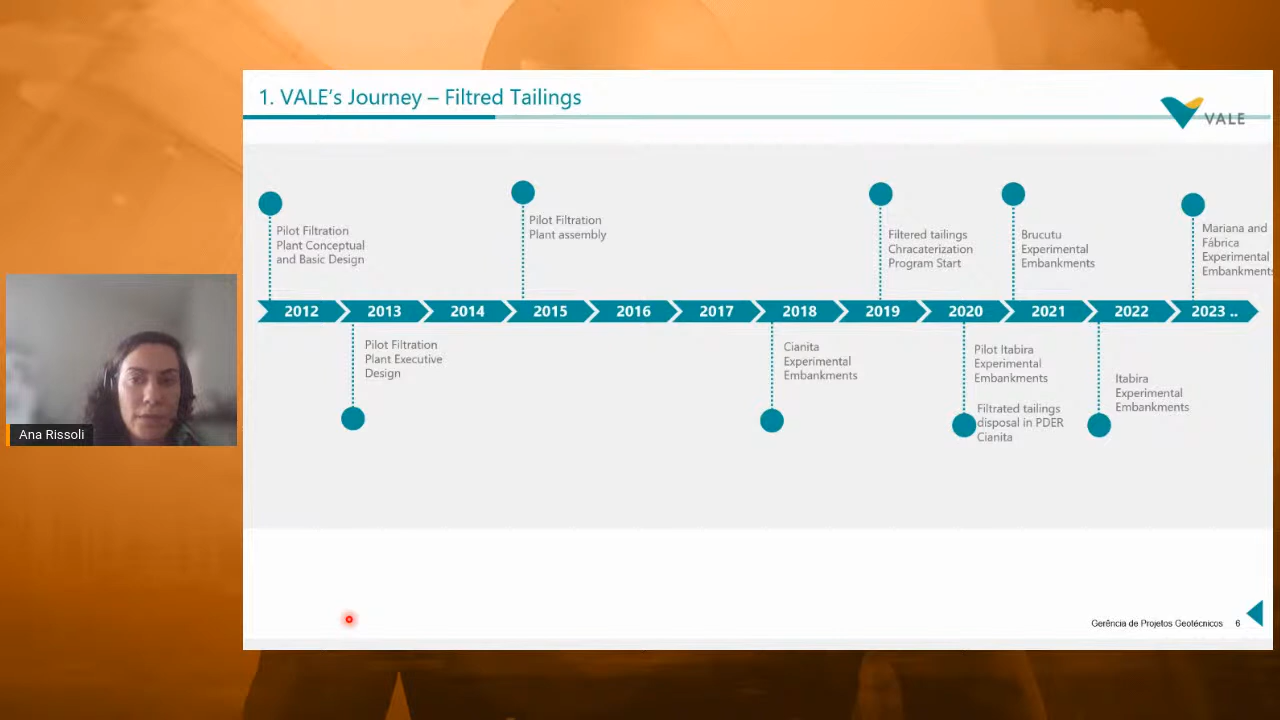 1. VALE's Journey – Filtred Tailings
VALE
Pilot Filtration
Plant Conceptual
and Basic Design
Pilot Filtration
Plant assembly
Filtered tailings
Chracaterization
Program Start
Brucutu
Experimental
Embankments
Mariana and
Fábrica
Experimental
Embankments
2012 2013 2014 2015 2016 2017 2018 2019 2020 2021 2022 2023 ..
Pilot Filtration
Plant Executive
Design
Cianita
Experimental
Embankments
Pilot Itabira
Experimental
Embankments
Filtrated tailings
disposal in PDER
Cianita
Itabira
Experimental
Embankments
Ana Rissoli
Gerência de Projetos Geotécnicos 6